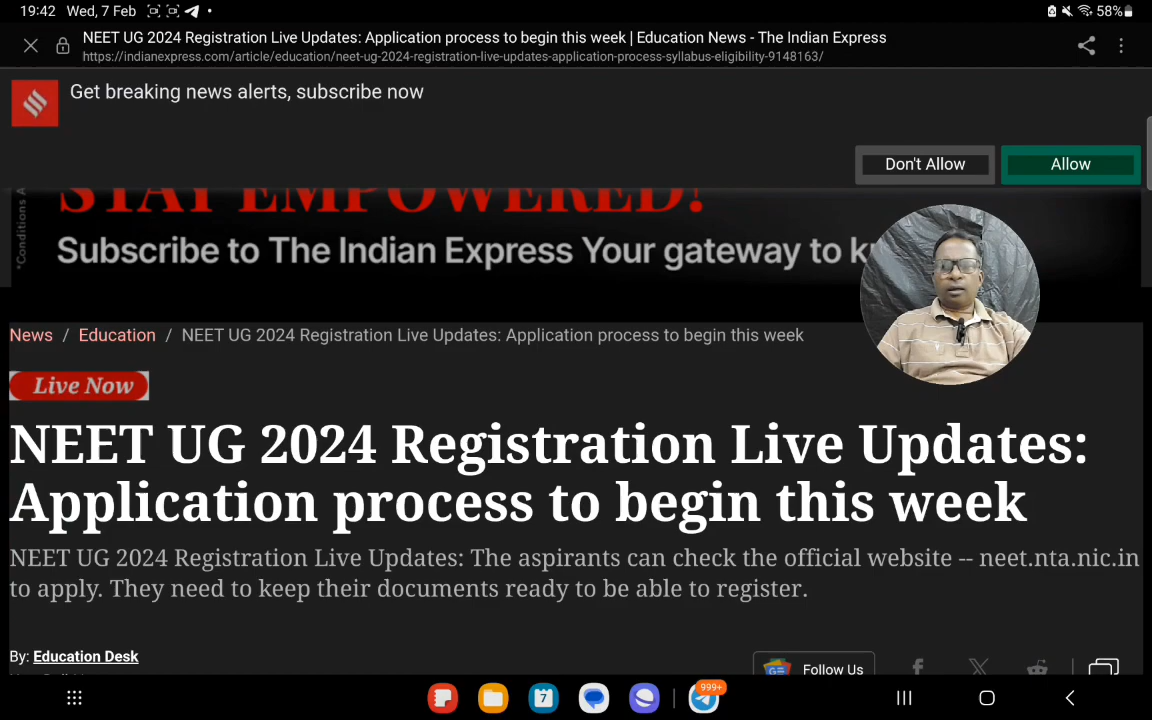 19:42 Wed, 7 Feb
58%
NEET UG 2024 Registration Live Updates: Application process to begin this week | Education News - The Indian Express
https://indianexpress.com/article/education/neet-ug-2024-registration-live-updates-application-process-syllabus-eligibility-9148163/
Get breaking news alerts, subscribe now
Don't Allow
Allow
*Conditions A
STAY EMPOWERED!
Subscribe to The Indian Express Your gateway to k
News / Education / NEET UG 2024 Registration Live Updates: Application process to begin this week
Live Now
NEET UG 2024 Registration Live Updates:
Application process to begin this week
NEET UG 2024 Registration Live Updates: The aspirants can check the official website -- neet.nta.nic.in
to apply. They need to keep their documents ready to be able to register.
By: Education Desk
Follow Us
7
999+